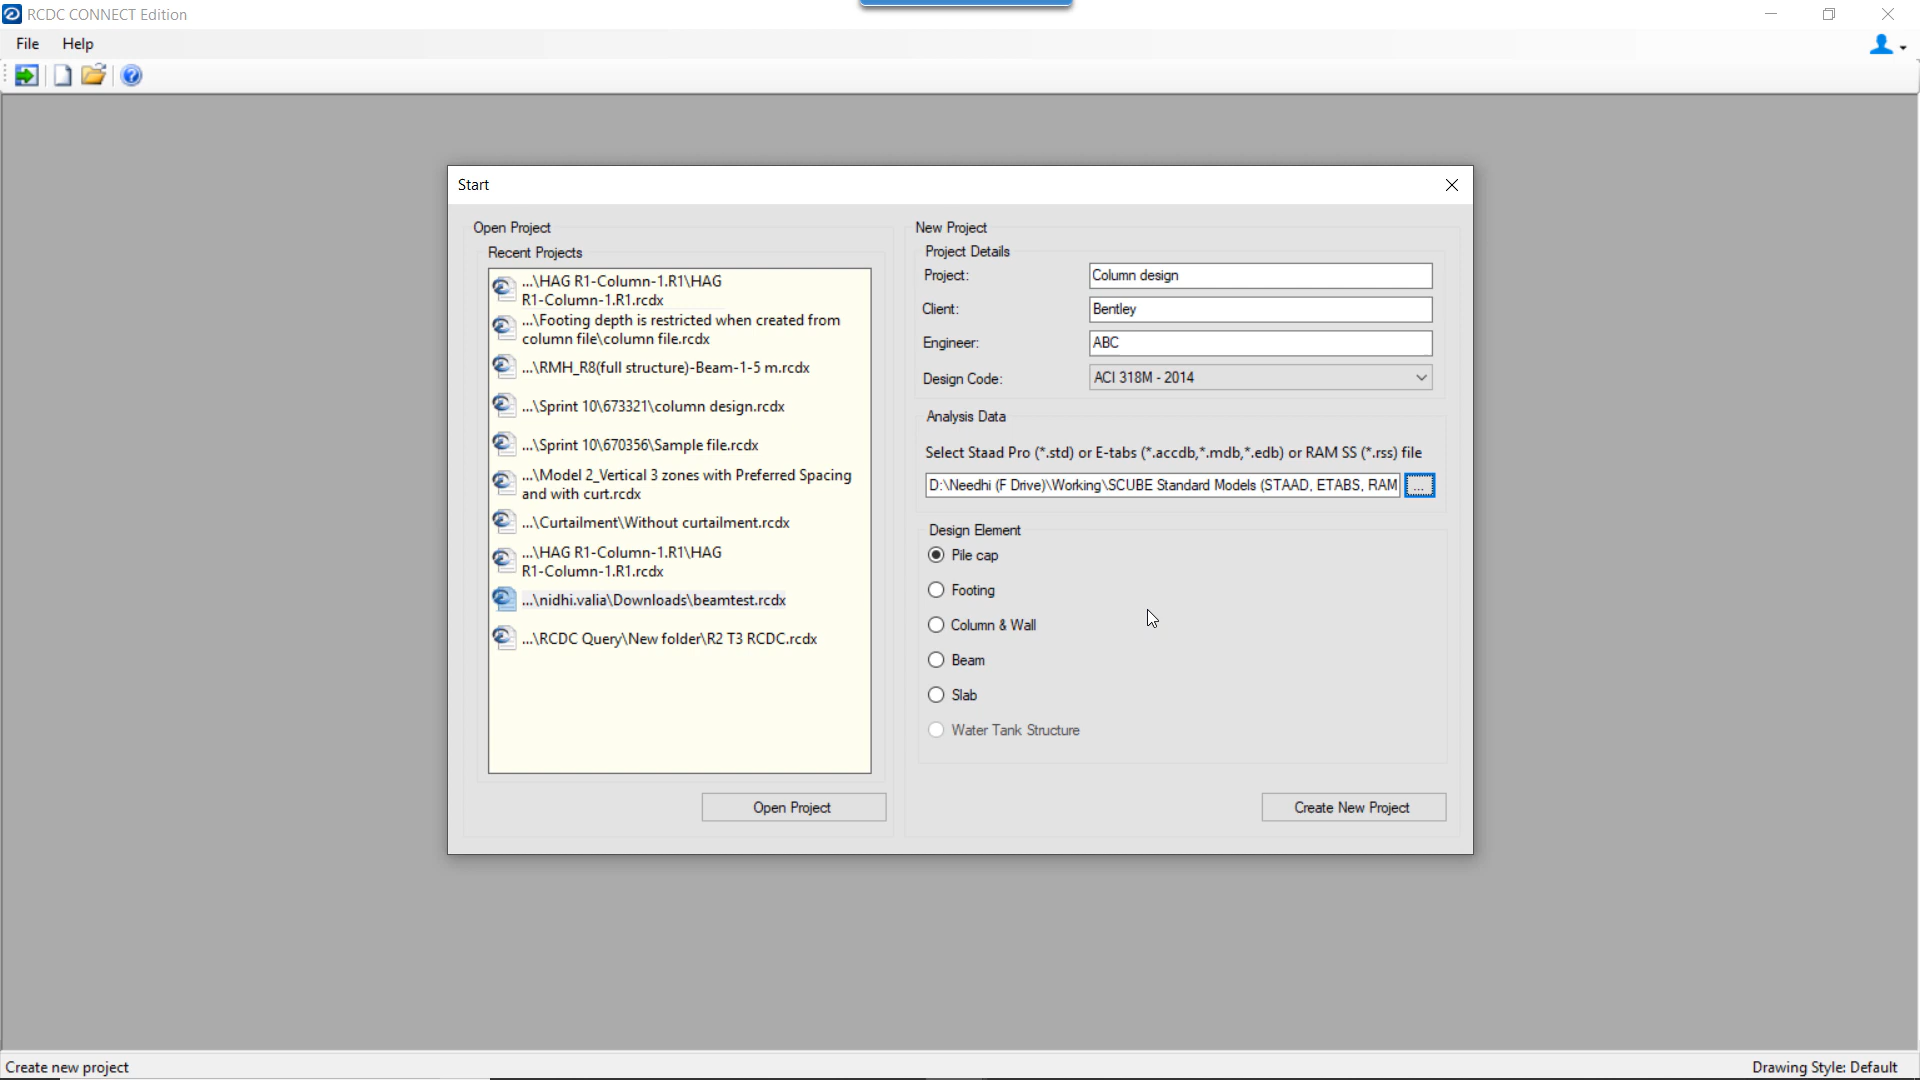 RCDC CONNECT Edition
File Help
Start
Open Project
Recent Projects
...\HAG R1-Column-1.R1\HAG
R1-Column-1.R1.rcdx
...\Footing depth is restricted when created from
column file\column file.rcdx
...\RMH_R8(full structure)-Beam-1-5 m.rcdx
...\Sprint 10\673321\column design.rcdx
...\Sprint 10\670356\Sample file.rcdx
...\Model 2_Vertical 3 zones with Preferred Spacing
and with curt.rcdx
...\Curtailment\Without curtailment.rcdx
...\HAG R1-Column-1.R1\HAG
R1-Column-1.R1.rcdx
...\nidhi.valia\Downloads\beamtest.rcdx
...\RCDC Query\New folder\R2 T3 RCDC.rcdx
Open Project
New Project
Project Details
Project: Column design
Client: Bentley
Engineer: ABC
Design Code: ACI 318M - 2014
Analysis Data
Select Staad Pro (*.std) or E-tabs (*.accdb,*.mdb,*.edb) or RAM SS (*.rss) file
D:\Needhi (F Drive)\Working\SCUBE Standard Models (STAAD, ETABS, RAM ...
Design Element
Pile cap
Footing
Column & Wall
Beam
Slab
Water Tank Structure
Create New Project
Create new project
Drawing Style: Default